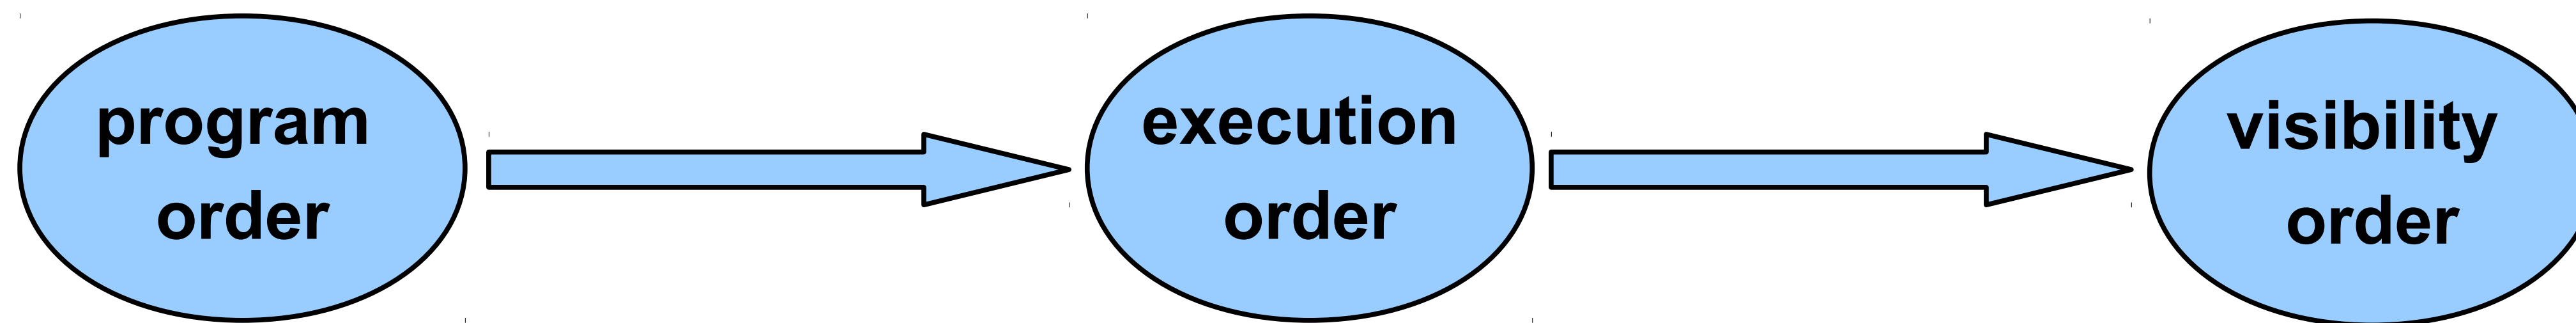 program
order
execution
order
visibility
order